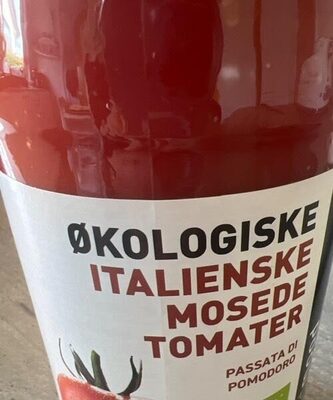 ØKOLOGISKE
ITALIENSKE
MOSEDE
TOMATER
PASSATA DI
POMODORO